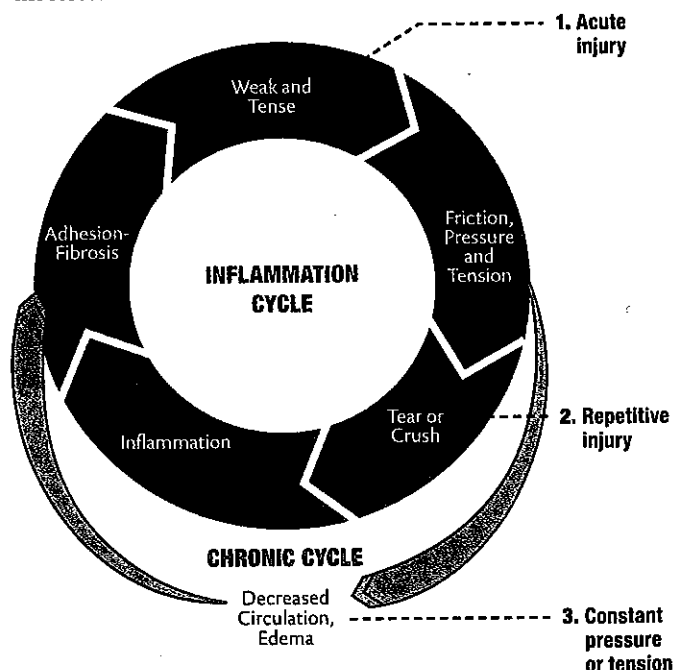 1. Acute
injury
Weak and
Tense
Friction,
Pressure
and
Tension
Adhesion-
Fibrosis
INFLAMMATION
CYCLE
Tear or
Crush
2. Repetitive
injury
Inflammation
CHRONIC CYCLE
Decreased
Circulation,
Edema
3. Constant
pressure
or tension